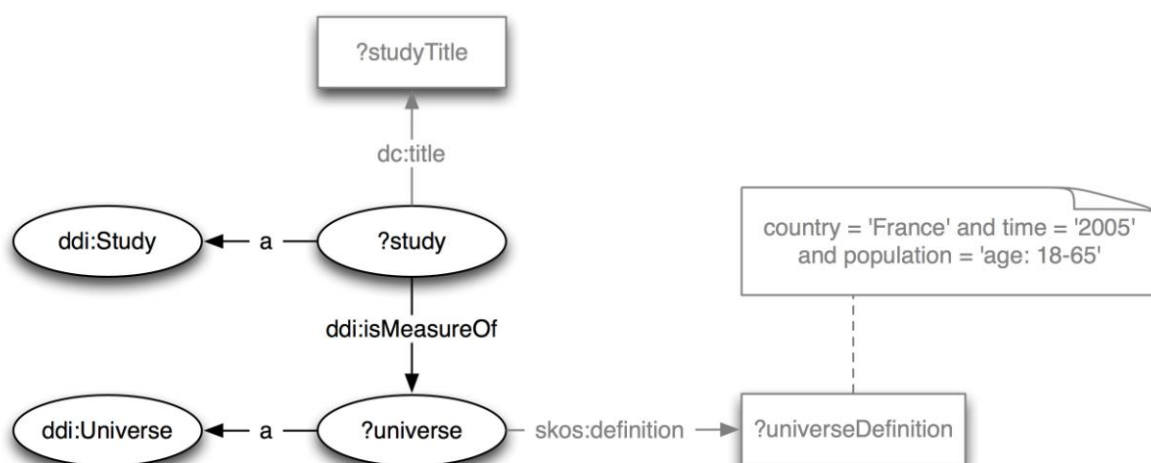 ?studyTitle
dc:title
ddi:Study
a
?study
country = 'France' and time = '2005'
and population = 'age: 18-65'
ddi:isMeasureOf
ddi:Universe
a
?universe
skos:definition
?universeDefinition